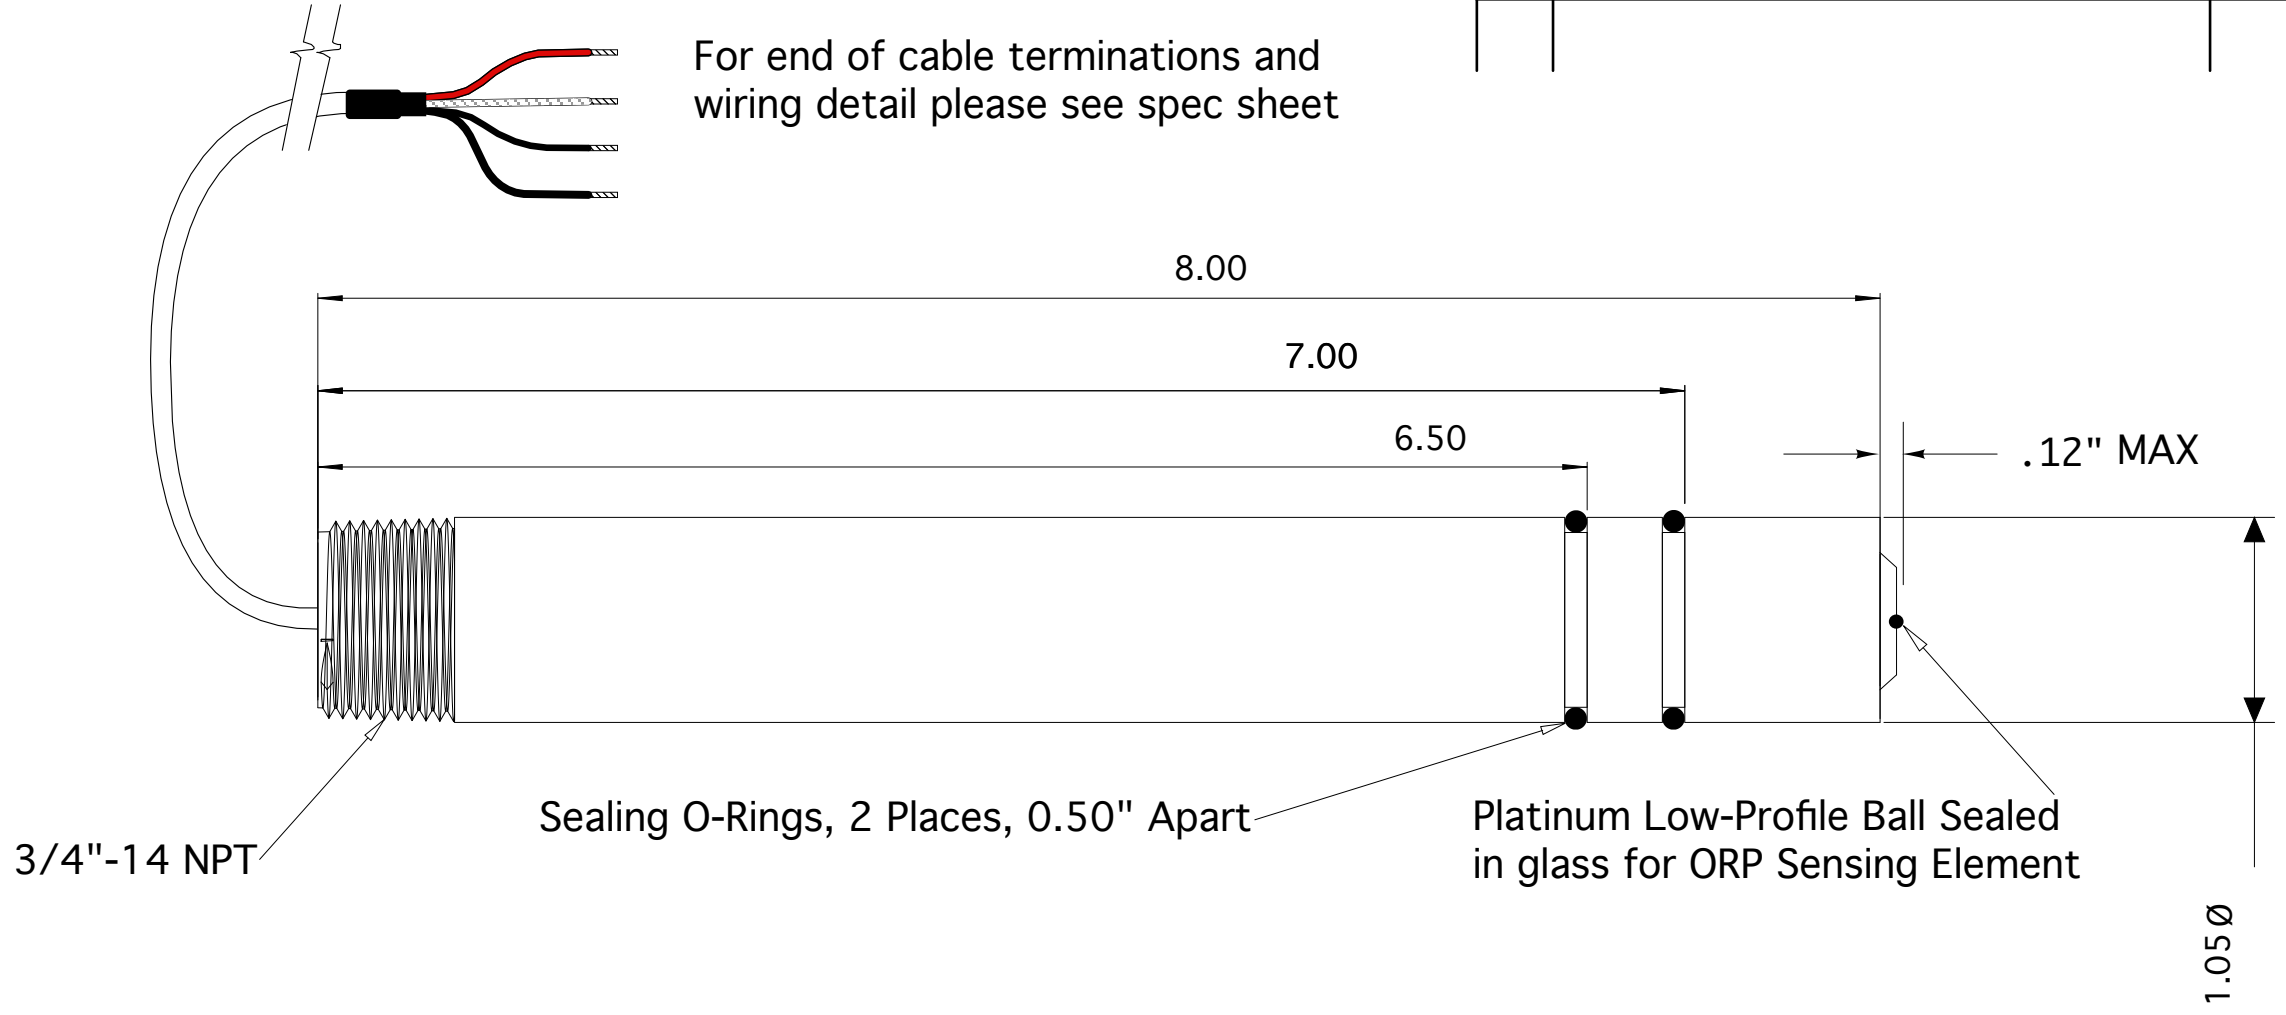 For end of cable terminations and
wiring detail please see spec sheet
8.00
7.00
6.50
.12" MAX
Sealing O-Rings, 2 Places, 0.50" Apart
Platinum Low-Profile Ball Sealed
in glass for ORP Sensing Element
3/4"-14 NPT
1.05 Ø